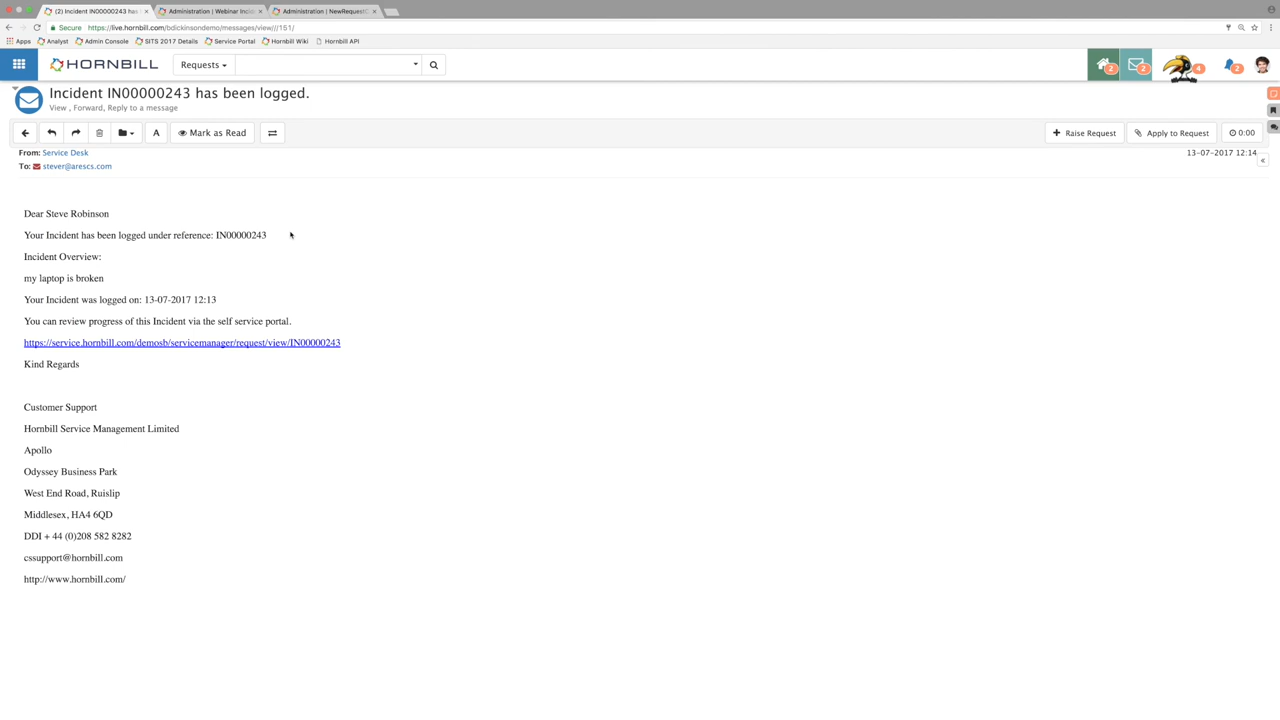 (2) Incident IN00000243 has
Administration | Webinar Incid
Administration | NewRequest
Secure https://live.hornbill.com/bdickinsondemo/messages/view///151/
Apps Analyst Admin Console SITS 2017 Details Service Portal Hornbill Wiki Hornbill API
HORNBILL Requests
2 2 4 2
Incident IN00000243 has been logged.
View , Forward, Reply to a message
A Mark as Read Raise Request Apply to Request 0:00
From: Service Desk 13-07-2017 12:14
To: stever@arescs.com
Dear Steve Robinson
Your Incident has been logged under reference: IN00000243
Incident Overview:
my laptop is broken
Your Incident was logged on: 13-07-2017 12:13
You can review progress of this Incident via the self service portal.
https://service.hornbill.com/demosb/servicemanager/request/view/IN00000243
Kind Regards
Customer Support
Hornbill Service Management Limited
Apollo
Odyssey Business Park
West End Road, Ruislip
Middlesex, HA4 6QD
DDI + 44 (0)208 582 8282
cssupport@hornbill.com
http://www.hornbill.com/